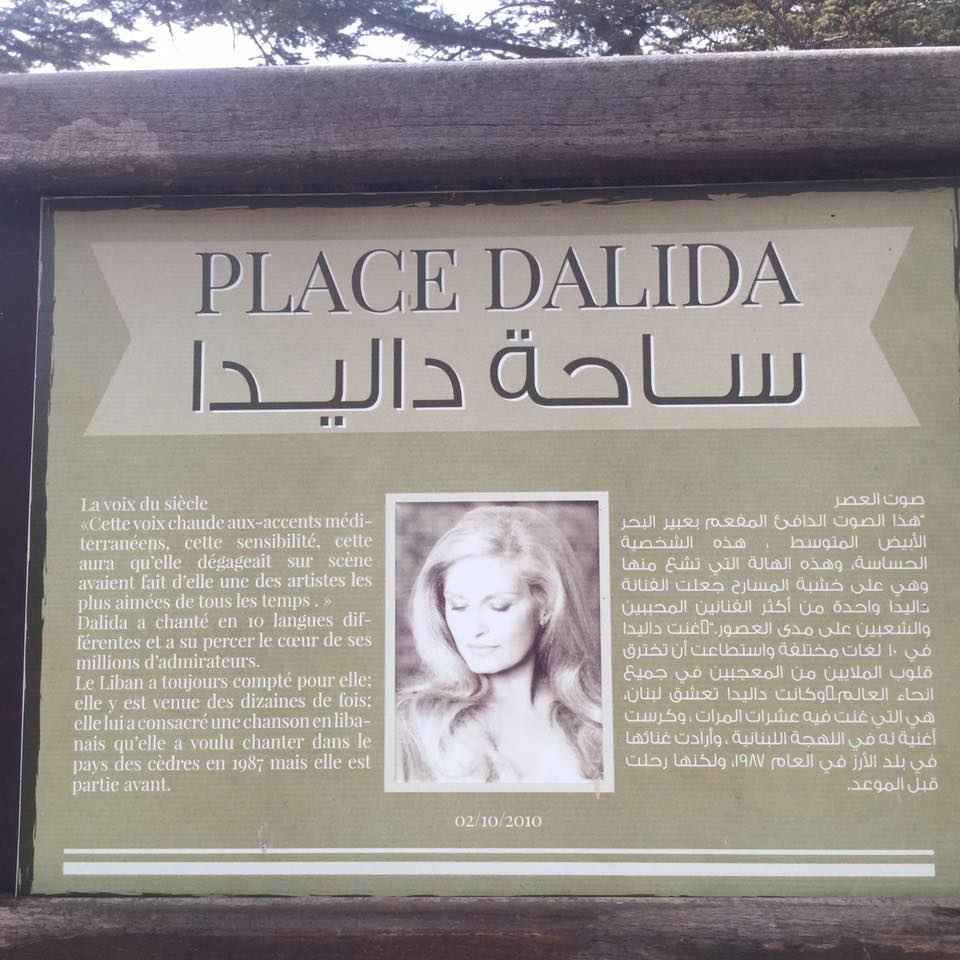 PLACE DALIDA
ساحة داليدا
La voix du siècle
«Cette voix chaude aux-accents médi-
terranéens, cette sensibilité, cette
aura qu'elle dégageait sur scène
avaient fait d'elle une des artistes les
plus aimées de tous les temps . »
Dalida a chanté en 10 langues dif-
férentes et a su percer le cœur de ses
millions d'admirateurs.
Le Liban a toujours compté pour elle;
elle y est venue des dizaines de fois;
elle lui a consacré une chanson en liba-
nais qu'elle a voulu chanter dans le
pays des cèdres en 1987 mais elle est
partie avant.
صوت العصر
"هذا الصوت الدافئ المفعم بعبير البحر
الأبيض المتوسط ، هذه الشخصية
الحساسة، وهذه الهالة التي تشع منها
وهي على خشبة المسارح جعلت الفنانة
داليدا واحدة من أكثر الفنانين المحببين
والشعبين على مدى العصور."غنت داليدا
في ١٠ لغات مختلفة واستطاعت أن تخترق
قلوب الملايين من المعجبين في جميع
انحاء العالم.وكانت داليدا تعشق لبنان،
هي التي غنت فيه عشرات المرات ، وكرست
أغنية له في اللهجة اللبنانية ، وأرادت غنائها
في بلد الأرز في العام ١٩٨٧، ولكنها رحلت
قبل الموعد.
02/10/2010